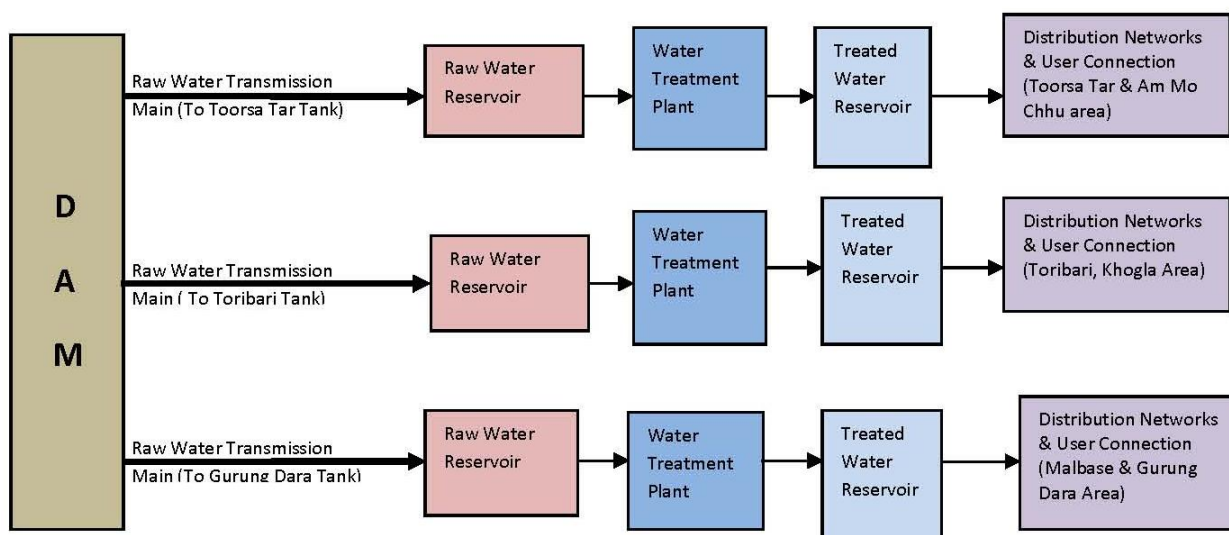 D
A
M
Raw Water Transmission
Main (To Toorsa Tar Tank)
Raw Water
Reservoir
Water
Treatment
Plant
Treated
Water
Reservoir
Distribution Networks
& User Connection
(Toorsa Tar & Am Mo
Chhu area)
Raw Water Transmission
Main ( To Toribari Tank)
Raw Water
Reservoir
Water
Treatment
Plant
Treated
Water
Reservoir
Distribution Networks
& User Connection
(Toribari, Khogla Area)
Raw Water Transmission
Main (To Gurung Dara Tank)
Raw Water
Reservoir
Water
Treatment
Plant
Treated
Water
Reservoir
Distribution Networks
& User Connection
(Malbase & Gurung
Dara Area)